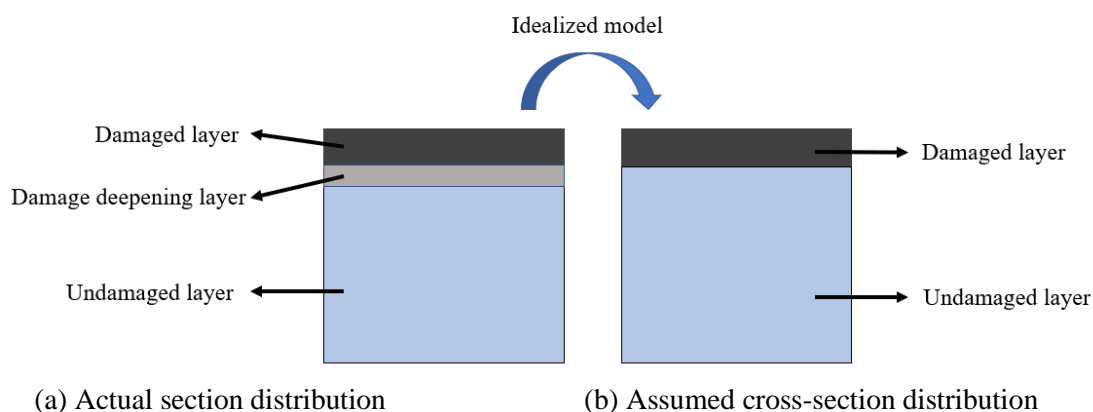 Idealized model
Damaged layer
Damage deepening layer
Undamaged layer
Damaged layer
Undamaged layer
(a) Actual section distribution
(b) Assumed cross-section distribution